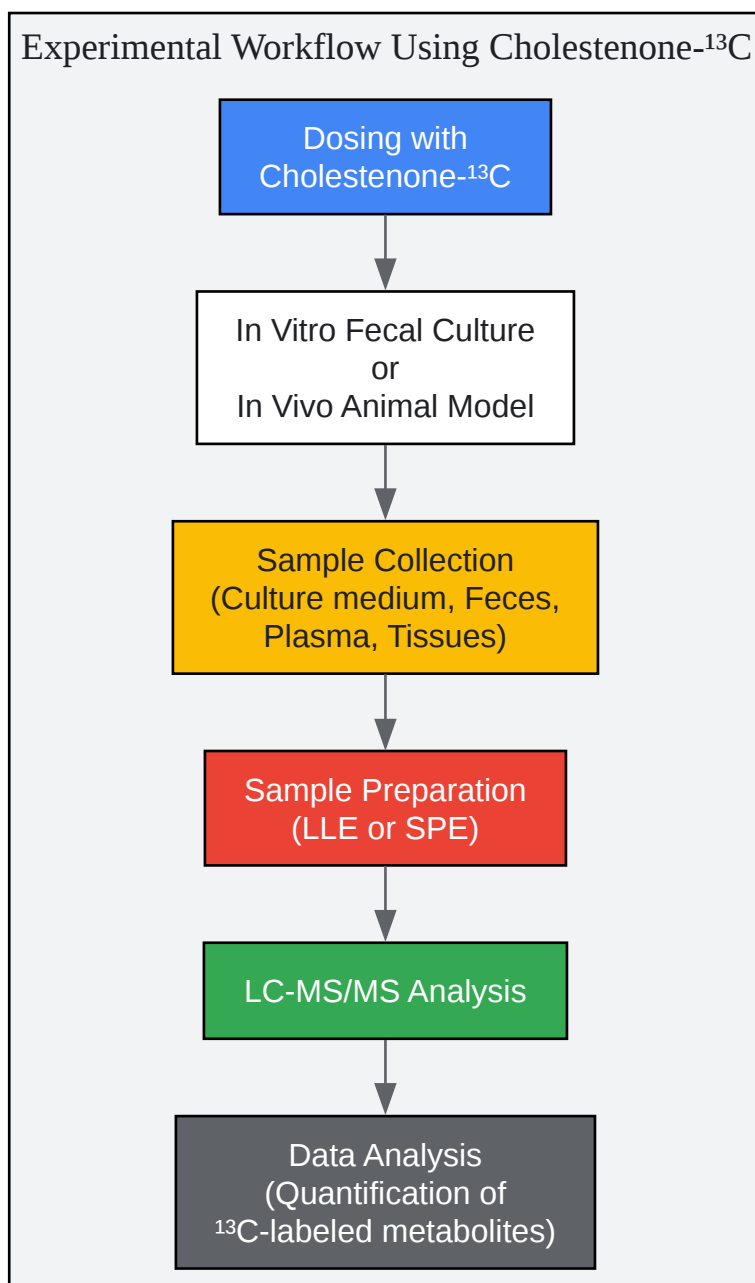 Experimental Workflow Using Cholestenone-¹³C
Dosing with
Cholestenone-¹³C
In Vitro Fecal Culture
or
In Vivo Animal Model
Sample Collection
(Culture medium, Feces,
Plasma, Tissues)
Sample Preparation
(LLE or SPE)
LC-MS/MS Analysis
Data Analysis
(Quantification of
¹³C-labeled metabolites)